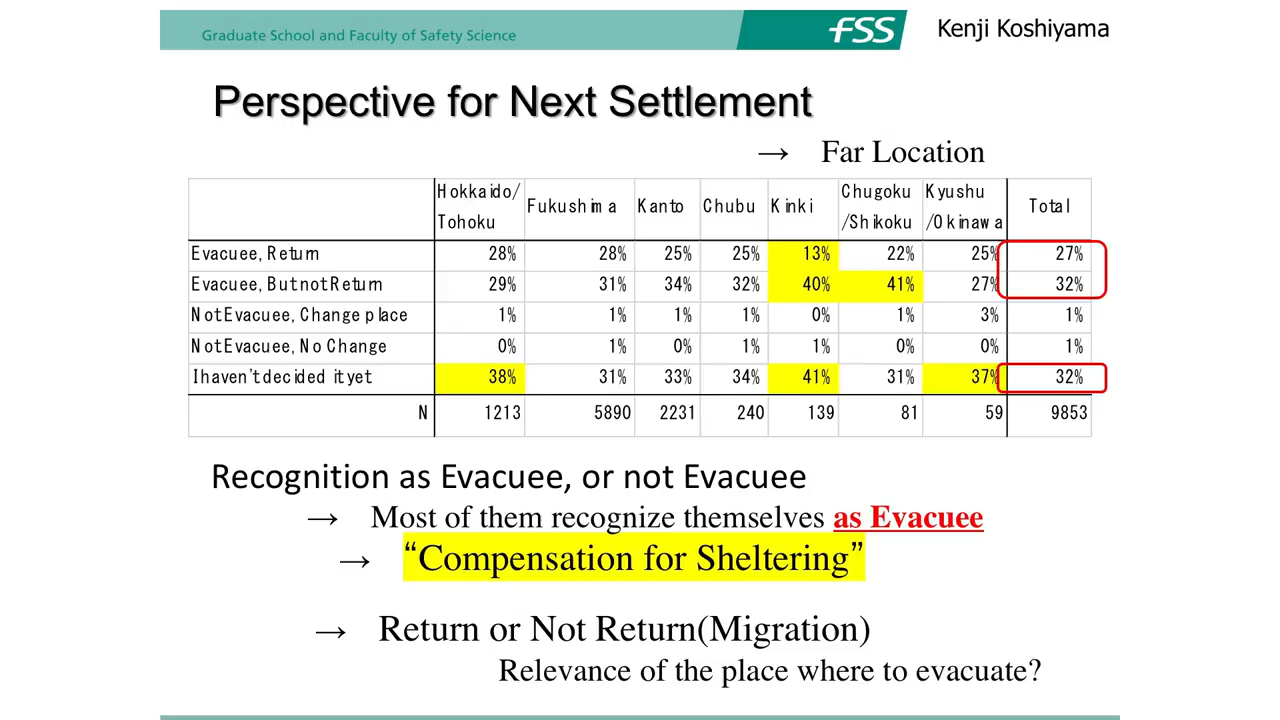 Graduate School and Faculty of Safety Science
FSS
Kenji Koshiyama
Perspective for Next Settlement
→ Far Location
Hokkaido/Tohoku Fukushima Kanto Chubu Kinki Chugoku/Shikoku Kyushu/Okinawa Total
Evacuee, Return 28% 28% 25% 25% 13% 22% 25% 27%
Evacuee, But not Return 29% 31% 34% 32% 40% 41% 27% 32%
Not Evacuee, Change place 1% 1% 1% 1% 0% 1% 3% 1%
Not Evacuee, No Change 0% 1% 0% 1% 1% 0% 0% 1%
I haven't decided it yet 38% 31% 33% 34% 41% 31% 37% 32%
N 1213 5890 2231 240 139 81 59 9853
Recognition as Evacuee, or not Evacuee
→ Most of them recognize themselves as Evacuee
→ “Compensation for Sheltering”
→ Return or Not Return(Migration)
Relevance of the place where to evacuate?